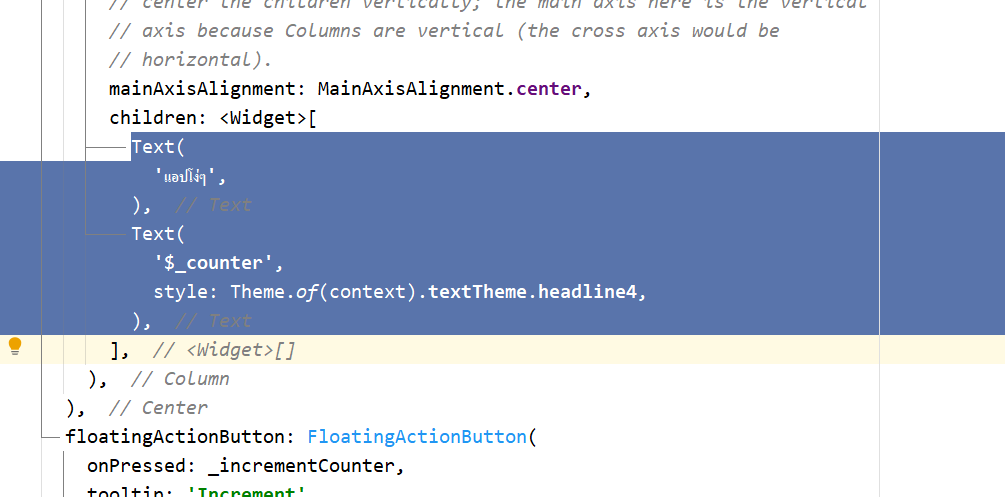 // center the children vertically; the main axis here is the vertical
// axis because Columns are vertical (the cross axis would be
// horizontal).
mainAxisAlignment: MainAxisAlignment.center,
children: <Widget>[
Text(
'แอปโง่ๆ',
), // Text
Text(
'$_counter',
style: Theme.of(context).textTheme.headline4,
), // Text
], // <Widget>[]
), // Column
), // Center
floatingActionButton: FloatingActionButton(
onPressed: _incrementCounter,
tooltip: 'Increment'